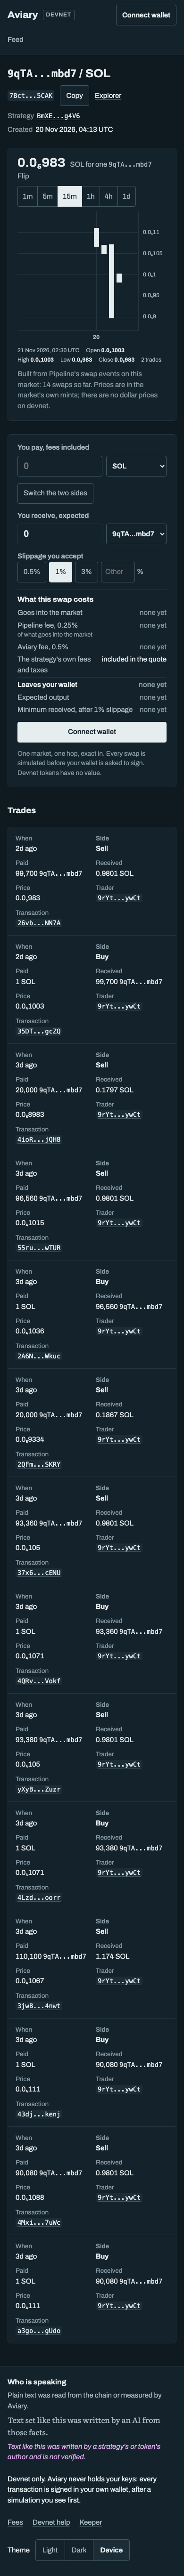 Aviary DEVNET Connect wallet
Feed
9qTA...mbd7 / SOL
7Bct...5CAK Copy Explorer
Strategy BmXE...g4V6
Created 20 Nov 2026, 04:13 UTC
0.0₅983 SOL for one 9qTA...mbd7
Flip
1m 5m 15m 1h 4h 1d
0.0₄11
0.0₄105
0.0₄1
0.0₅95
0.0₅9
20
21 Nov 2026, 02:30 UTC Open 0.0₄1003
High 0.0₄1003 Low 0.0₅983 Close 0.0₅983 2 trades
Built from Pipeline's swap events on this
market: 14 swaps so far. Prices are in the
market's own mints; there are no dollar prices
on devnet.
You pay, fees included
0 SOL
Switch the two sides
You receive, expected
0 9qTA...mbd7
Slippage you accept
0.5% 1% 3% Other %
What this swap costs
Goes into the market none yet
Pipeline fee, 0.25% none yet
of what goes into the market
Aviary fee, 0.5% none yet
The strategy's own fees included in the quote
and taxes
Leaves your wallet none yet
Expected output none yet
Minimum received, after 1% slippage none yet
Connect wallet
One market, one hop, exact in. Every swap is
simulated before your wallet is asked to sign.
Devnet tokens have no value.
Trades
When Side
2d ago Sell
Paid Received
99,700 9qTA...mbd7 0.9801 SOL
Price Trader
0.0₅983 9rYt...ywCt
Transaction
26vb...NN7A
When Side
2d ago Buy
Paid Received
1 SOL 99,700 9qTA...mbd7
Price Trader
0.0₄1003 9rYt...ywCt
Transaction
35DT...gcZQ
When Side
3d ago Sell
Paid Received
20,000 9qTA...mbd7 0.1797 SOL
Price Trader
0.0₅8983 9rYt...ywCt
Transaction
4ioR...jQH8
When Side
3d ago Sell
Paid Received
96,560 9qTA...mbd7 0.9801 SOL
Price Trader
0.0₄1015 9rYt...ywCt
Transaction
55ru...wTUR
When Side
3d ago Buy
Paid Received
1 SOL 96,560 9qTA...mbd7
Price Trader
0.0₄1036 9rYt...ywCt
Transaction
2A6N...Wkuc
When Side
3d ago Sell
Paid Received
20,000 9qTA...mbd7 0.1867 SOL
Price Trader
0.0₅9334 9rYt...ywCt
Transaction
2QFm...SKRY
When Side
3d ago Sell
Paid Received
93,360 9qTA...mbd7 0.9801 SOL
Price Trader
0.0₄105 9rYt...ywCt
Transaction
37x6...cENU
When Side
3d ago Buy
Paid Received
1 SOL 93,360 9qTA...mbd7
Price Trader
0.0₄1071 9rYt...ywCt
Transaction
4QRv...Vokf
When Side
3d ago Sell
Paid Received
93,380 9qTA...mbd7 0.9801 SOL
Price Trader
0.0₄105 9rYt...ywCt
Transaction
yXyB...Zuzr
When Side
3d ago Buy
Paid Received
1 SOL 93,380 9qTA...mbd7
Price Trader
0.0₄1071 9rYt...ywCt
Transaction
4Lzd...oorr
When Side
3d ago Sell
Paid Received
110,100 9qTA...mbd7 1.174 SOL
Price Trader
0.0₄1067 9rYt...ywCt
Transaction
3jwB...4nwt
When Side
3d ago Buy
Paid Received
1 SOL 90,080 9qTA...mbd7
Price Trader
0.0₄111 9rYt...ywCt
Transaction
43dj...kenj
When Side
3d ago Sell
Paid Received
90,080 9qTA...mbd7 0.9801 SOL
Price Trader
0.0₄1088 9rYt...ywCt
Transaction
4Mxi...7uWc
When Side
3d ago Buy
Paid Received
1 SOL 90,080 9qTA...mbd7
Price Trader
0.0₄111 9rYt...ywCt
Transaction
a3go...gUdo
Who is speaking
Plain text was read from the chain or measured by
Aviary.
Text set like this was written by an AI from
those facts.
Text like this was written by a strategy's or token's
author and is not verified.
Devnet only. Aviary never holds your keys: every
transaction is signed in your own wallet, after a
simulation you see first.
Fees Devnet help Keeper
Theme Light Dark Device